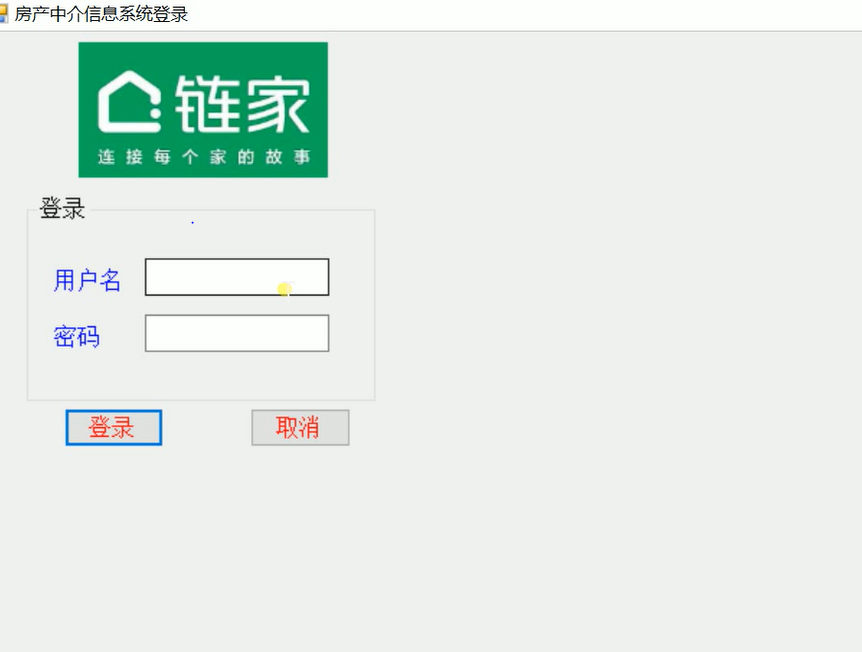 房产中介信息系统登录
链家
连接每个家的故事
登录
用户名
密码
登录 取消